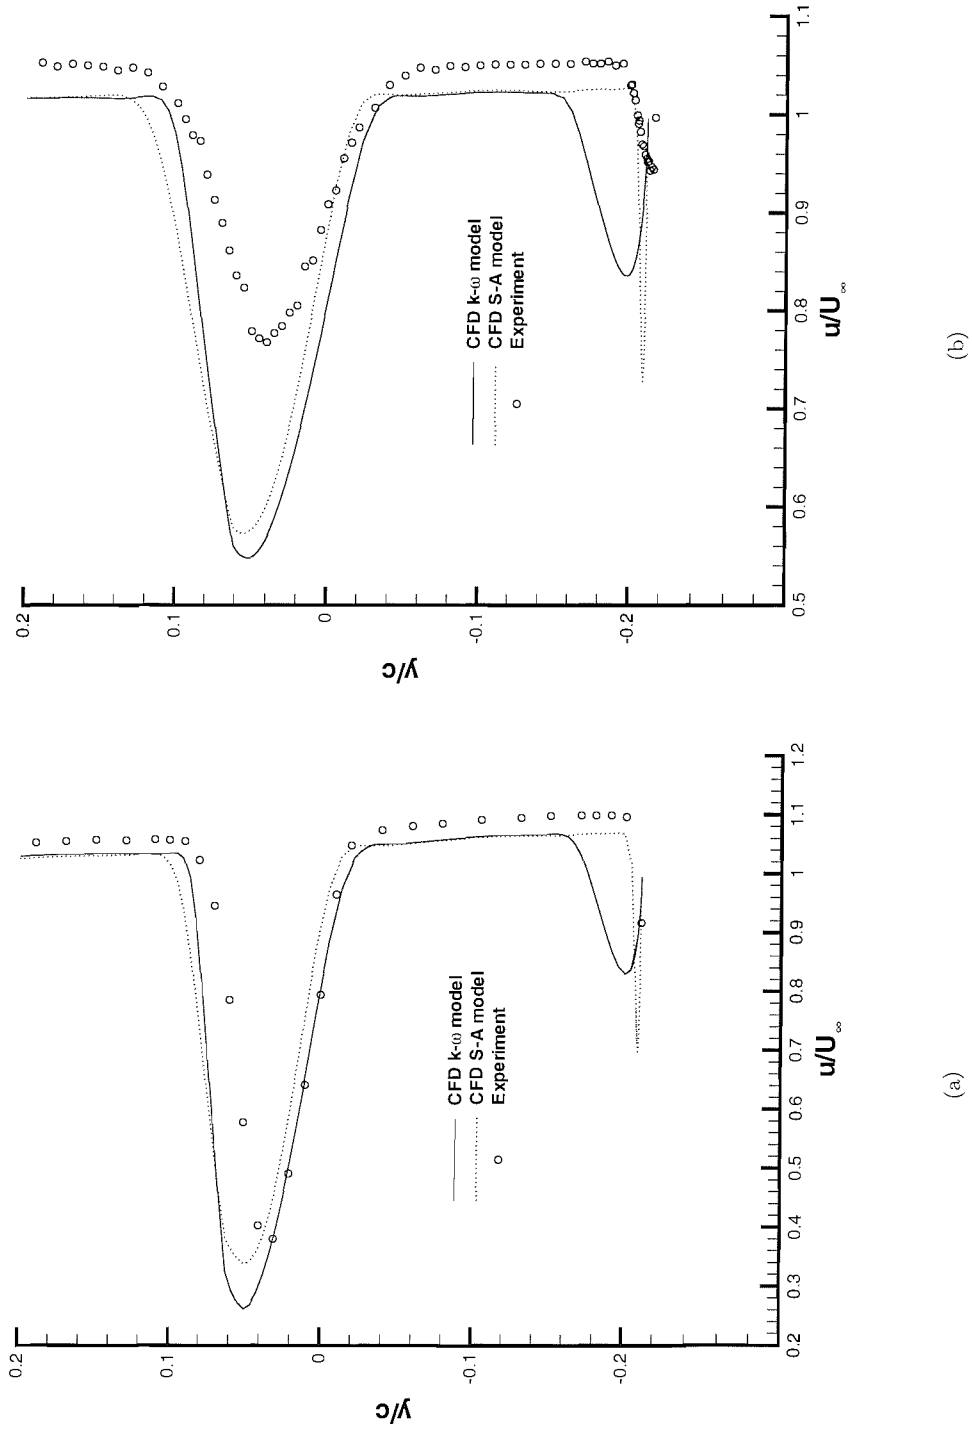 y/c
0.2
0.1
0
-0.1
-0.2
0.2
0.3
0.4
0.5
0.6
0.7
0.8
0.9
1
1.1
1.2
u/U∞
CFD k-ω model
CFD S-A model
Experiment
(a)
y/c
0.2
0.1
0
-0.1
-0.2
0.5
0.6
0.7
0.8
0.9
1
1.1
u/U∞
CFD k-ω model
CFD S-A model
Experiment
(b)